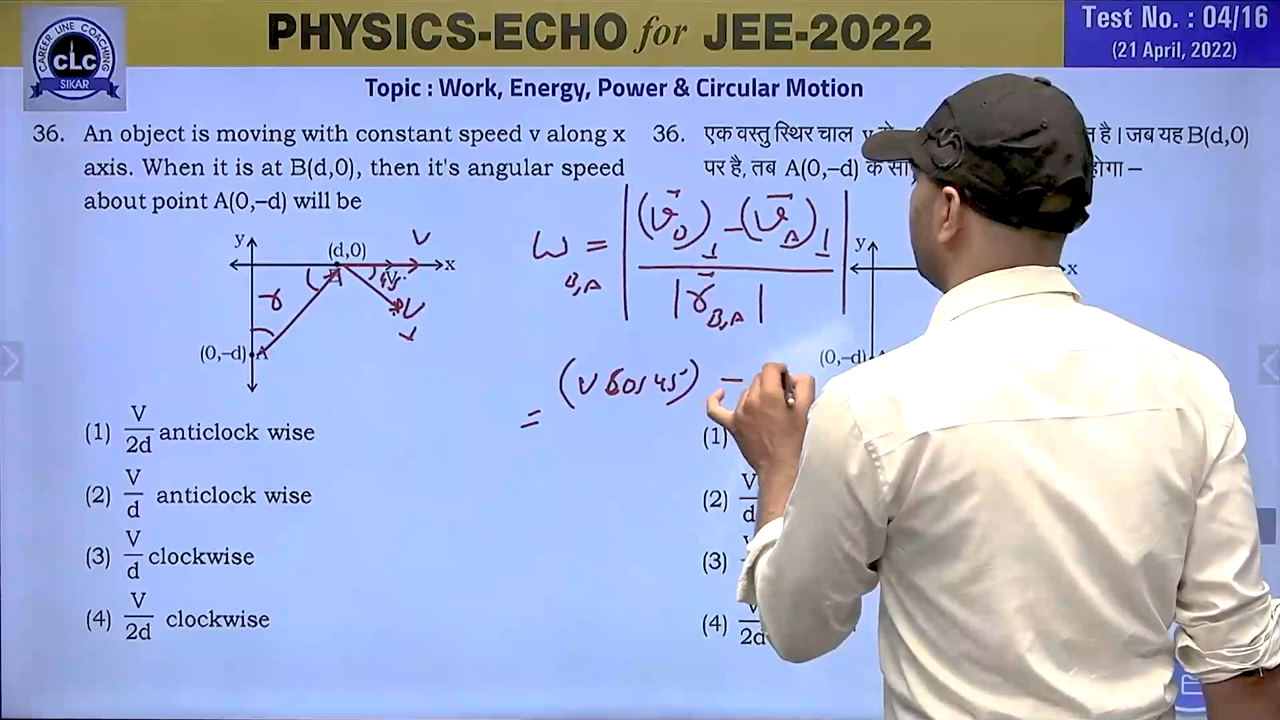 PHYSICS-ECHO for JEE-2022
Test No. : 04/16
(21 April, 2022)
CAREER LINE COACHING
CLC
SIKAR
Topic : Work, Energy, Power & Circular Motion
36. An object is moving with constant speed v along x
axis. When it is at B(d,0), then it's angular speed
about point A(0,–d) will be
y
(d,0)
V
x
45°
r
(0,-d)
A
(1) V/2d anticlock wise
(2) V/d anticlock wise
(3) V/d clockwise
(4) V/2d clockwise
36. एक वस्तु स्थिर चाल v है। जब यह B(d,0)
पर है, तब A(0,–d) के होगा –
y
x
(0,–d)
(1)
(2) V/d
(3)
(4) V/2d
ω B,A = | (v⃗B)⊥ – (v⃗A)⊥ / |r⃗B,A| |
= (v cos 45°) –